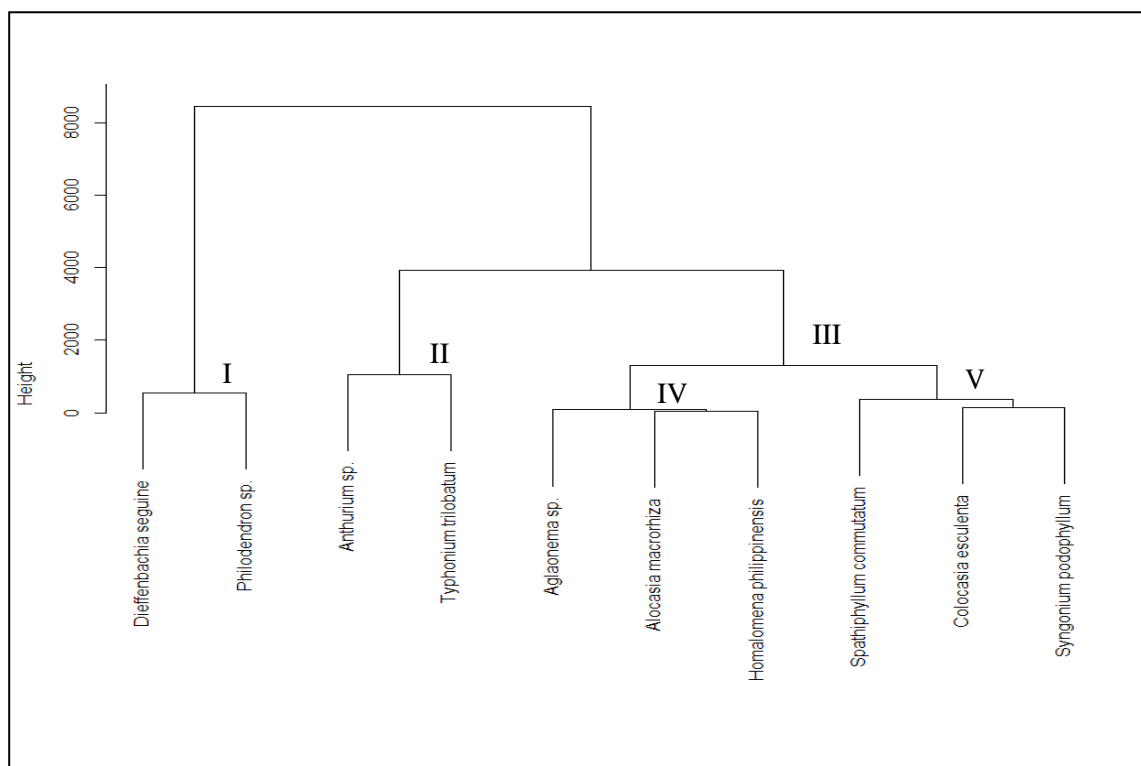 8000
6000
4000
2000
0
Height
I
II
III
IV
V
Dieffenbachia seguine
Philodendron sp.
Anthurium sp.
Typhonium trilobatum
Aglaonema sp.
Alocasia macrorhiza
Homalomena philippinensis
Spathiphyllum commutatum
Colocasia esculenta
Syngonium podophyllum